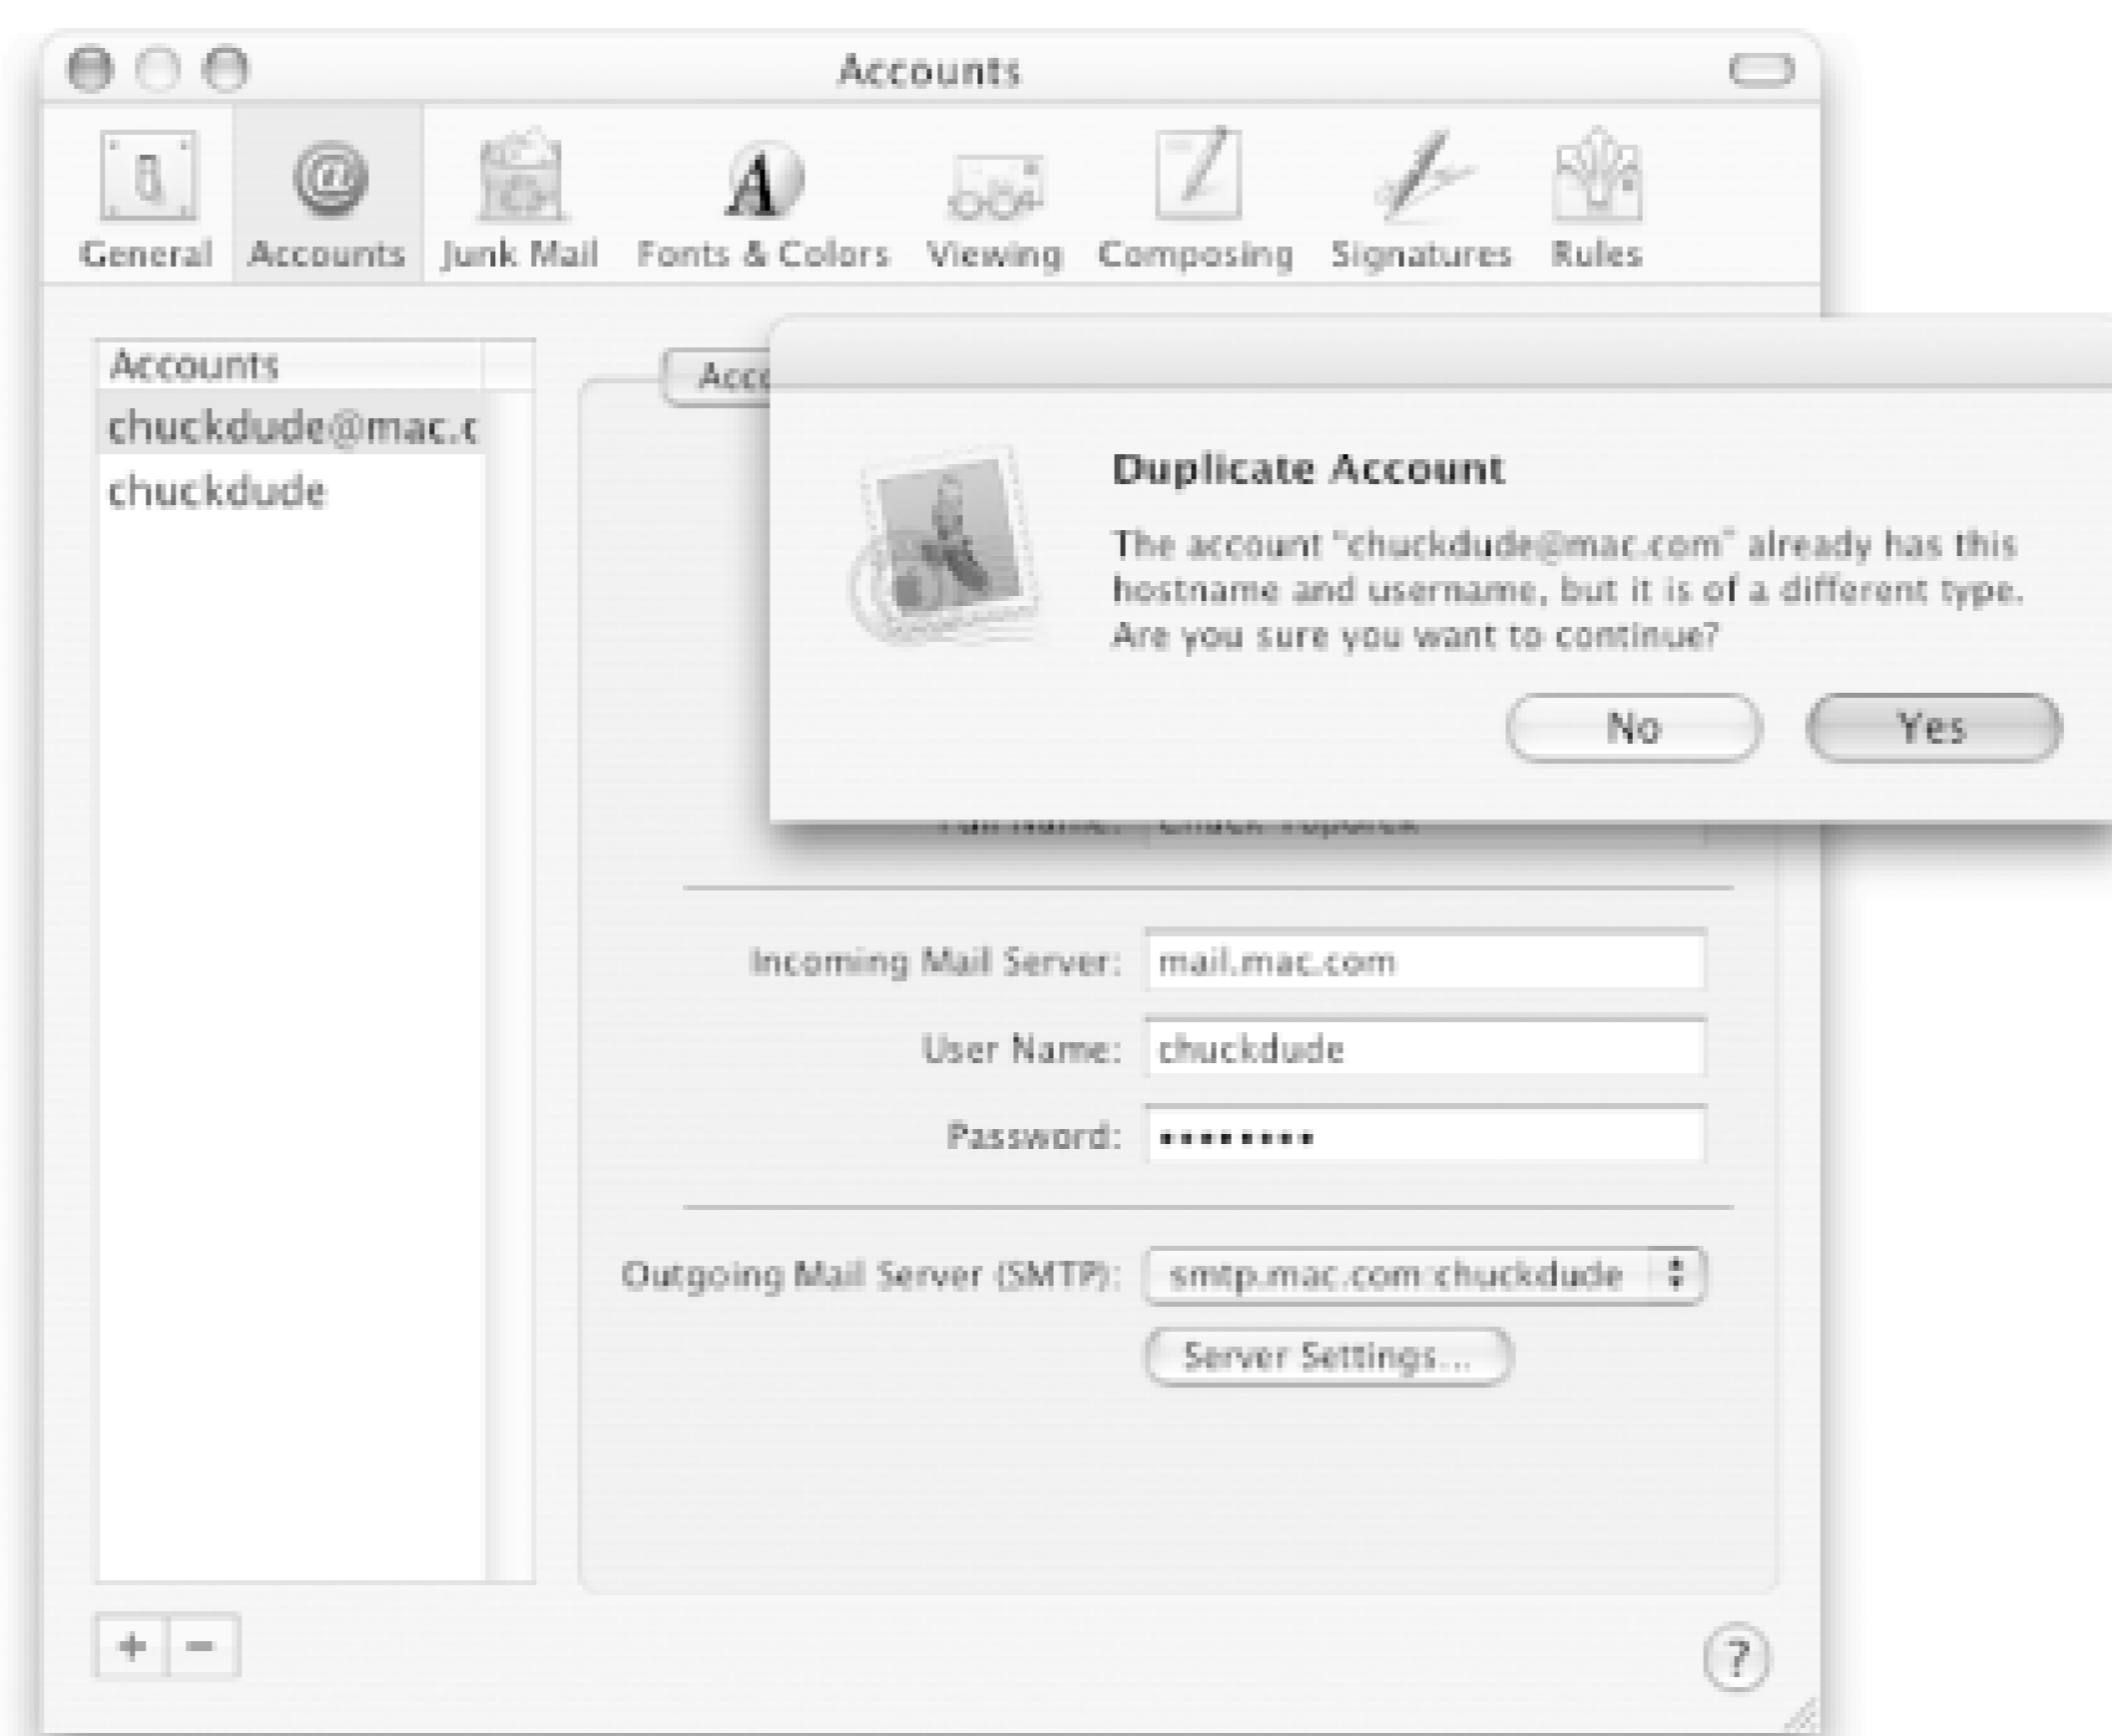 Accounts
General Accounts Junk Mail Fonts & Colors Viewing Composing Signatures Rules
Accounts
chuckdude@mac.c
chuckdude
Acco
Duplicate Account
The account "chuckdude@mac.com" already has this
hostname and username, but it is of a different type.
Are you sure you want to continue?
No Yes
Full Name:
Incoming Mail Server: mail.mac.com
User Name: chuckdude
Password: ••••••••
Outgoing Mail Server (SMTP): smtp.mac.com:chuckdude
Server Settings...
+ −
?